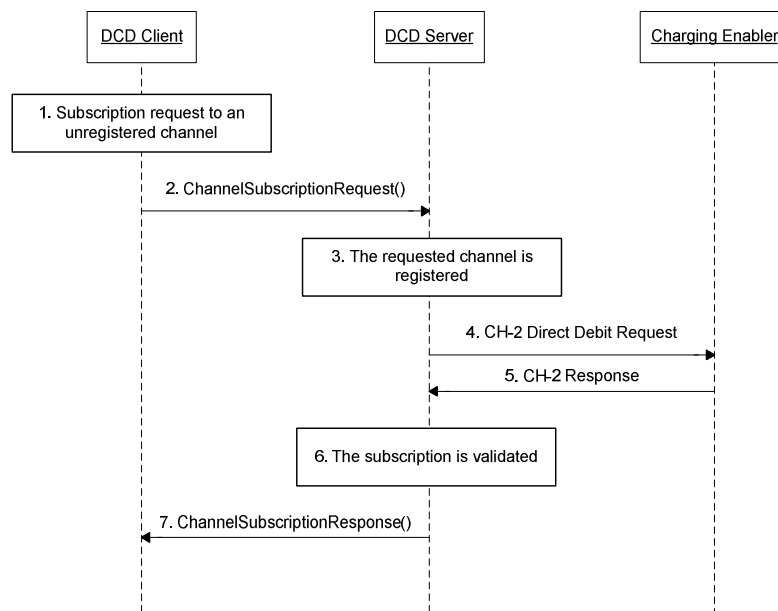 DCD Client
DCD Server
Charging Enabler
1. Subscription request to an
unregistered channel
2. ChannelSubscriptionRequest()
3. The requested channel is
registered
4. CH-2 Direct Debit Request
5. CH-2 Response
6. The subscription is validated
7. ChannelSubscriptionResponse()